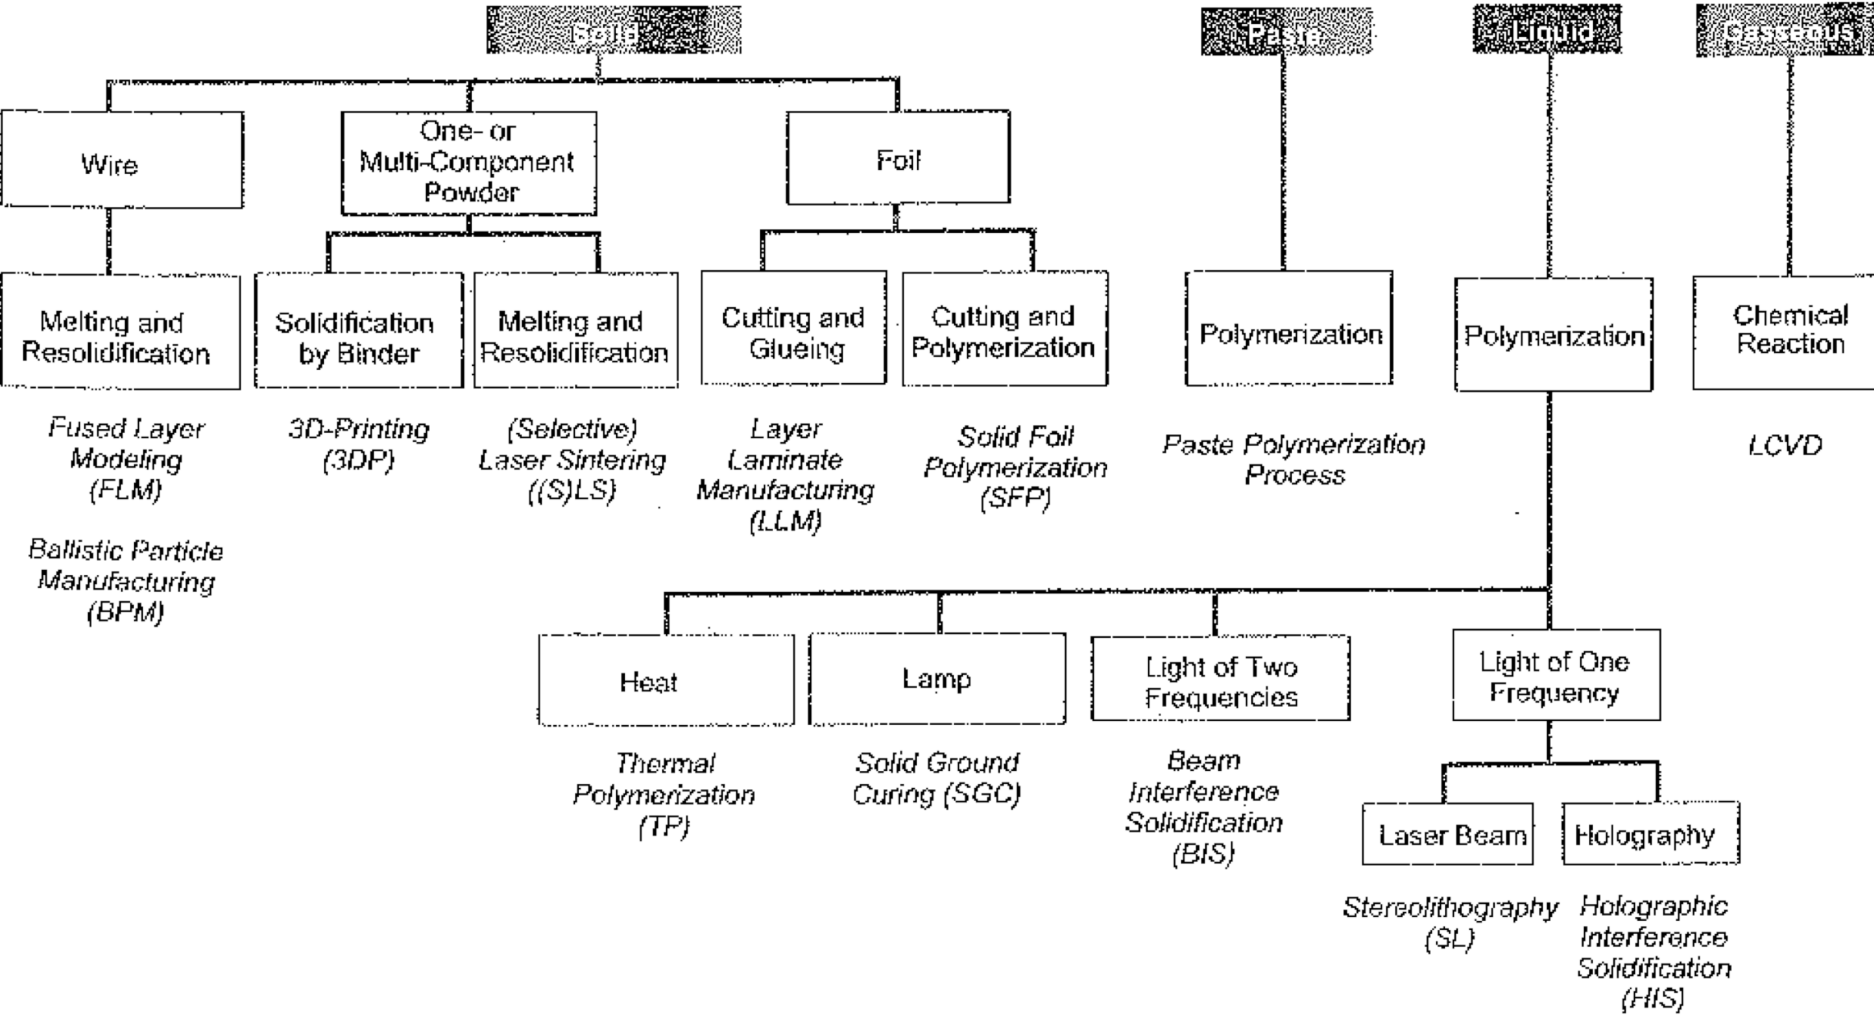 Solid
Paste
Liquid
Gasseous
Wire
One- or
Multi-Component
Powder
Foil
Melting and
Resolidification
Solidification
by Binder
Melting and
Resolidification
Cutting and
Glueing
Cutting and
Polymerization
Polymerization
Polymerization
Chemical
Reaction
Fused Layer
Modeling
(FLM)
Ballistic Particle
Manufacturing
(BPM)
3D-Printing
(3DP)
(Selective)
Laser Sintering
((S)LS)
Layer
Laminate
Manufacturing
(LLM)
Solid Foil
Polymerization
(SFP)
Paste Polymerization
Process
LCVD
Heat
Lamp
Light of Two
Frequencies
Light of One
Frequency
Thermal
Polymerization
(TP)
Solid Ground
Curing (SGC)
Beam
Interference
Solidification
(BIS)
Laser Beam
Holography
Stereolithography
(SL)
Holographic
Interference
Solidification
(HIS)